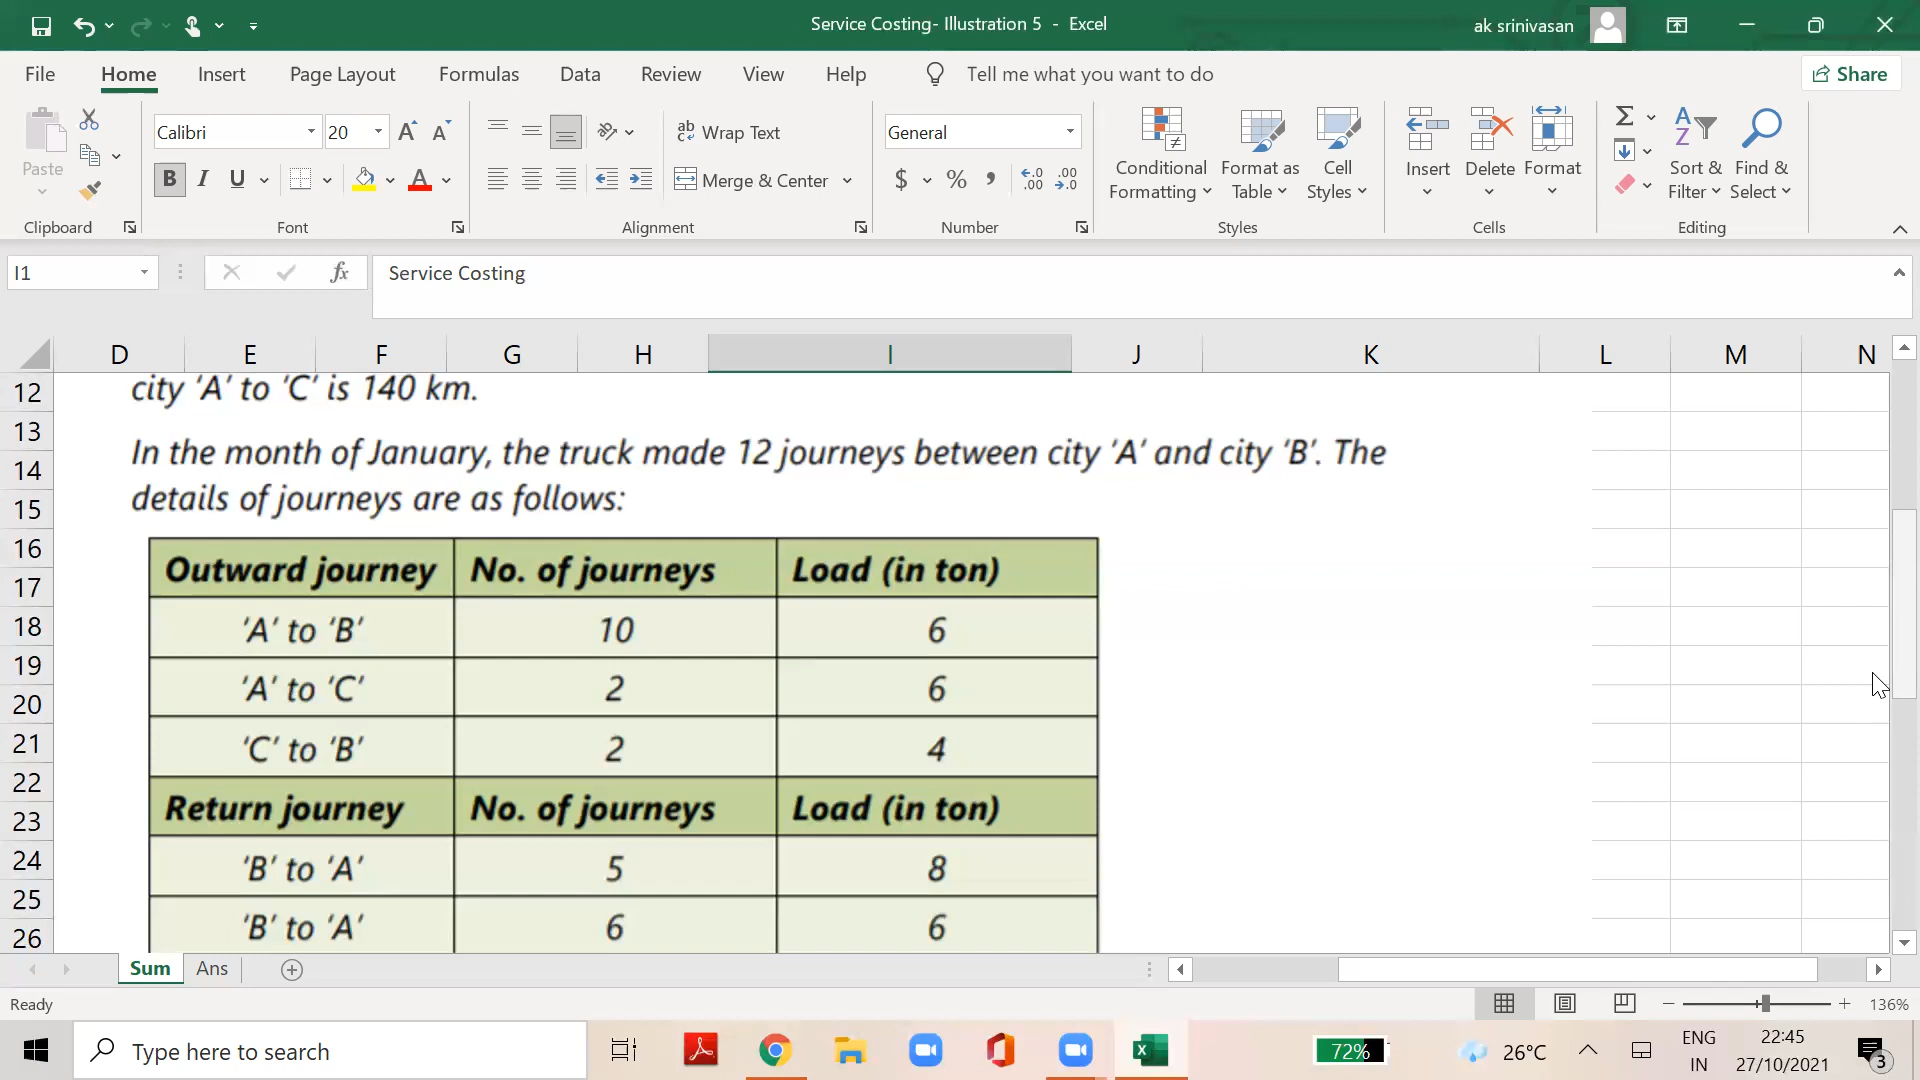 Service Costing- Illustration 5 - Excel
ak srinivasan
File Home Insert Page Layout Formulas Data Review View Help Tell me what you want to do Share
Paste
Clipboard
Calibri 20
B I U
Font
Wrap Text
Merge & Center
Alignment
General
$ % ,
Number
Conditional Formatting
Format as Table
Cell Styles
Styles
Insert Delete Format
Cells
Sort & Filter
Find & Select
Editing
I1 fx Service Costing
D E F G H I J K L M N
12
13
14
15
16
17
18
19
20
21
22
23
24
25
26
city 'A' to 'C' is 140 km.
In the month of January, the truck made 12 journeys between city 'A' and city 'B'. The
details of journeys are as follows:
Outward journey No. of journeys Load (in ton)
'A' to 'B' 10 6
'A' to 'C' 2 6
'C' to 'B' 2 4
Return journey No. of journeys Load (in ton)
'B' to 'A' 5 8
'B' to 'A' 6 6
Sum Ans
Ready 136%
Type here to search
72%
26°C
ENG
IN
22:45
27/10/2021
3